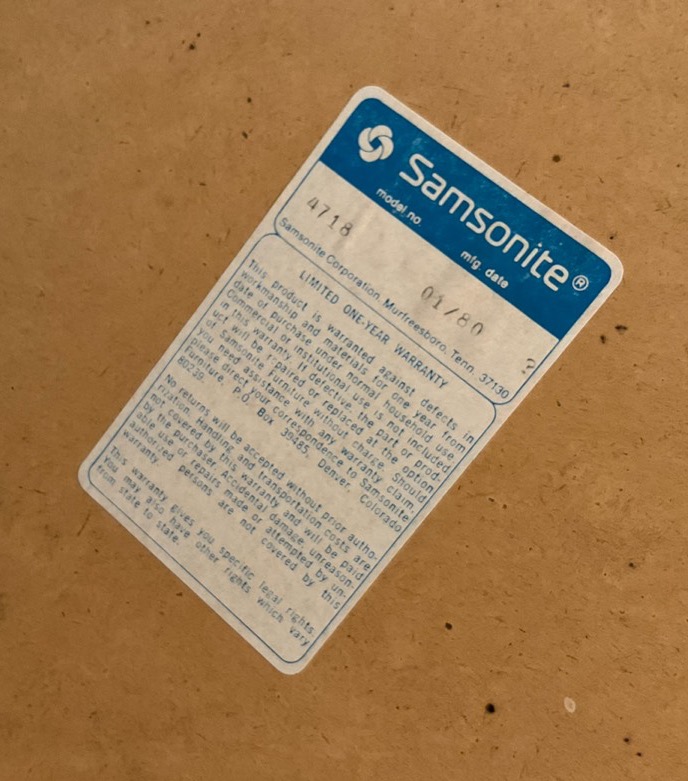 Samsonite®
model no. mfg date
4718 01/80 ?
Samsonite Corporation, Murfreesboro, Tenn. 37130
LIMITED ONE-YEAR WARRANTY
This product is warranted against defects in
workmanship and materials for one year from
date of purchase under normal household use.
Commercial or institutional use is not included
in this warranty. If defective, the part or prod-
uct will be repaired or replaced at the option
of Samsonite Furniture without charge. Should
you need assistance with any warranty claim,
please direct your correspondence to Samsonite
Furniture, P.O. Box 39485, Denver, Colorado
80239.
No returns will be accepted without prior autho-
rization. Handling and transportation costs are
not covered by this warranty and will be paid
by the purchaser. Accidental damage, unreason-
able use or repairs made or attempted by un-
authorized persons are not covered by this
warranty.
This warranty gives you specific legal rights.
You may also have other rights which vary
from state to state.